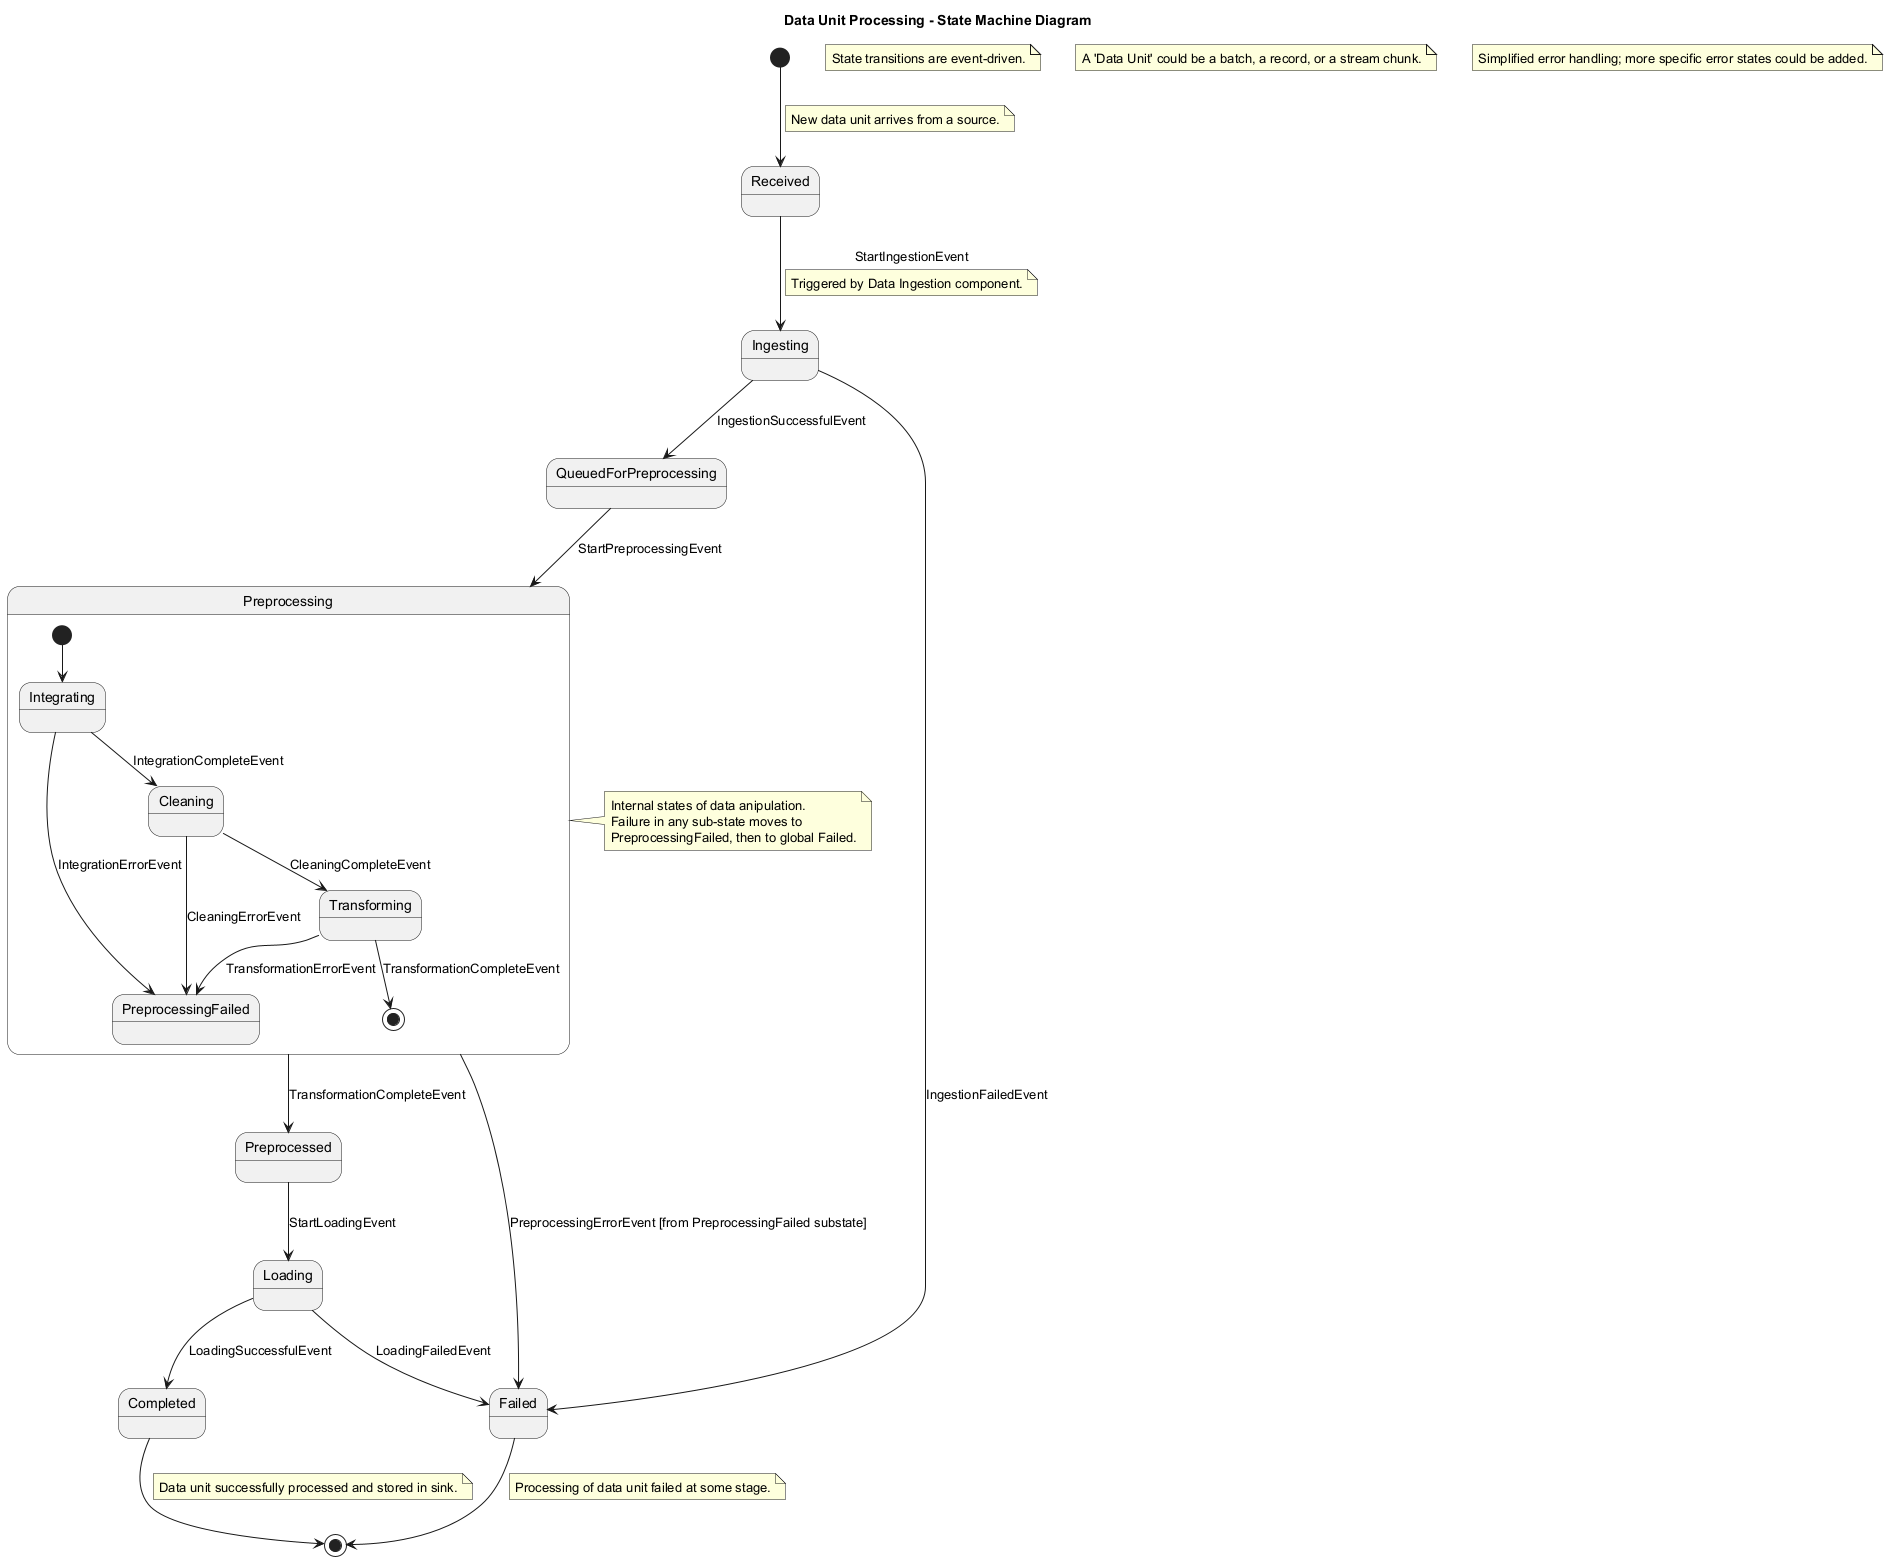 Data Unit Processing - State Machine Diagram
State transitions are event-driven.
A 'Data Unit' could be a batch, a record, or a stream chunk.
Simplified error handling; more specific error states could be added.
New data unit arrives from a source.
Received
StartIngestionEvent
Triggered by Data Ingestion component.
Ingesting
IngestionSuccessfulEvent
QueuedForPreprocessing
StartPreprocessingEvent
Preprocessing
Integrating
IntegrationCompleteEvent
Cleaning
Internal states of data anipulation.
Failure in any sub-state moves to
PreprocessingFailed, then to global Failed.
IntegrationErrorEvent
CleaningCompleteEvent
Transforming
CleaningErrorEvent
TransformationErrorEvent
TransformationCompleteEvent
PreprocessingFailed
TransformationCompleteEvent
IngestionFailedEvent
Preprocessed
StartLoadingEvent
PreprocessingErrorEvent [from PreprocessingFailed substate]
Loading
LoadingSuccessfulEvent
LoadingFailedEvent
Completed
Failed
Data unit successfully processed and stored in sink.
Processing of data unit failed at some stage.